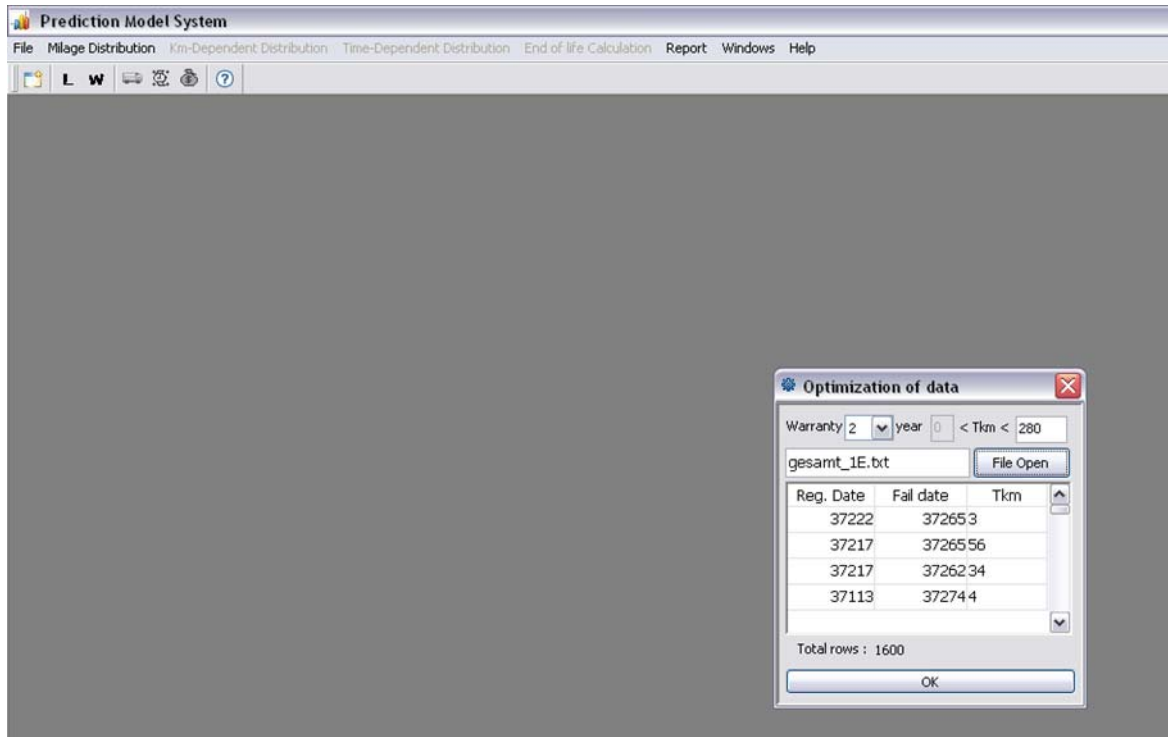 Prediction Model System
File Milage Distribution Km-Dependent Distribution Time-Dependent Distribution End of life Calculation Report Windows Help
L W ?
Optimization of data
Warranty 2 year 0 < Tkm < 280
gesamt_1E.txt File Open
Reg. Date Fail date Tkm
37222 37265 3
37217 37265 56
37217 37262 34
37113 37274 4
Total rows : 1600
OK